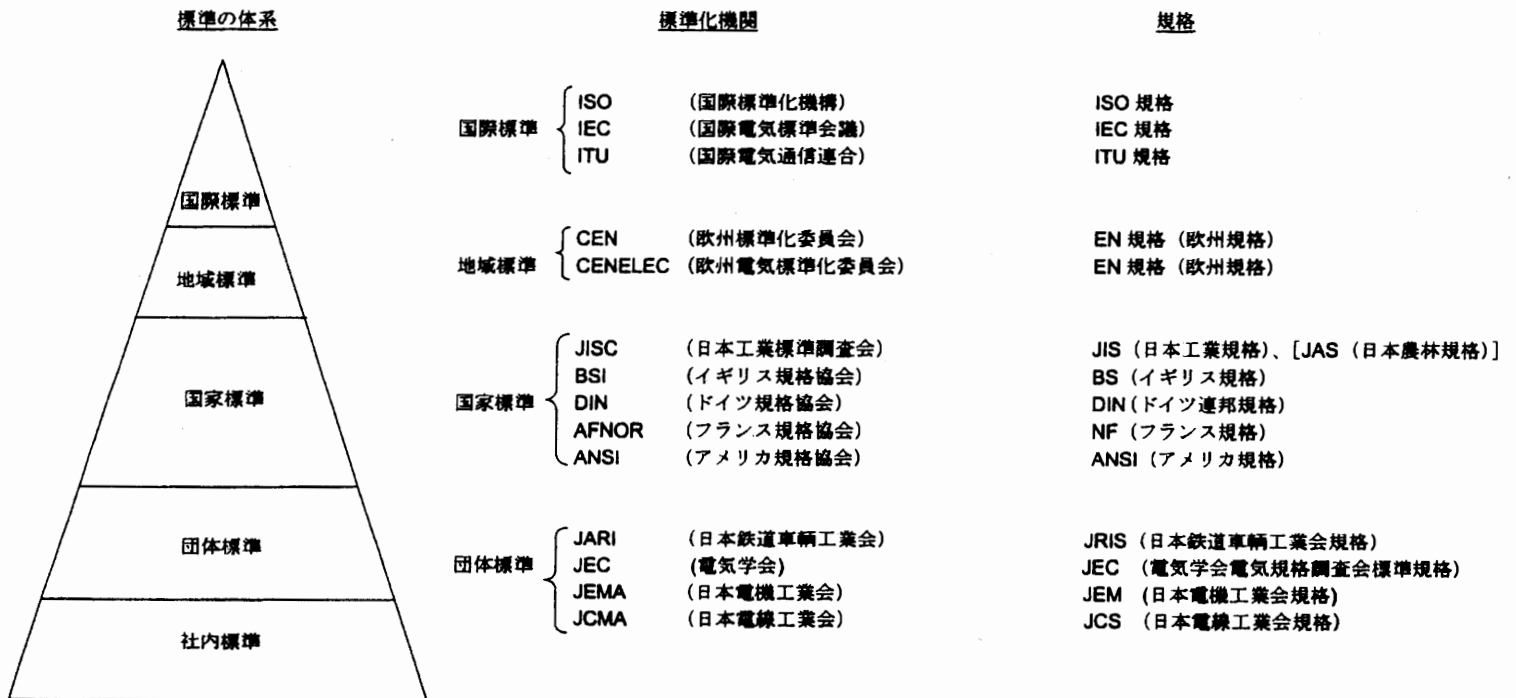 標準の体系 標準化機関 規格
国際標準
地域標準
国家標準
団体標準
社内標準
国際標準
ISO (国際標準化機構) ISO 規格
IEC (国際電気標準会議) IEC 規格
ITU (国際電気通信連合) ITU 規格
地域標準
CEN (欧州標準化委員会) EN 規格 (欧州規格)
CENELEC (欧州電気標準化委員会) EN 規格 (欧州規格)
国家標準
JISC (日本工業標準調査会) JIS (日本工業規格)、[JAS (日本農林規格)]
BSI (イギリス規格協会) BS (イギリス規格)
DIN (ドイツ規格協会) DIN (ドイツ連邦規格)
AFNOR (フランス規格協会) NF (フランス規格)
ANSI (アメリカ規格協会) ANSI (アメリカ規格)
団体標準
JARI (日本鉄道車輌工業会) JRIS (日本鉄道車輌工業会規格)
JEC (電気学会) JEC (電気学会電気規格調査会標準規格)
JEMA (日本電機工業会) JEM (日本電機工業会規格)
JCMA (日本電線工業会) JCS (日本電線工業会規格)